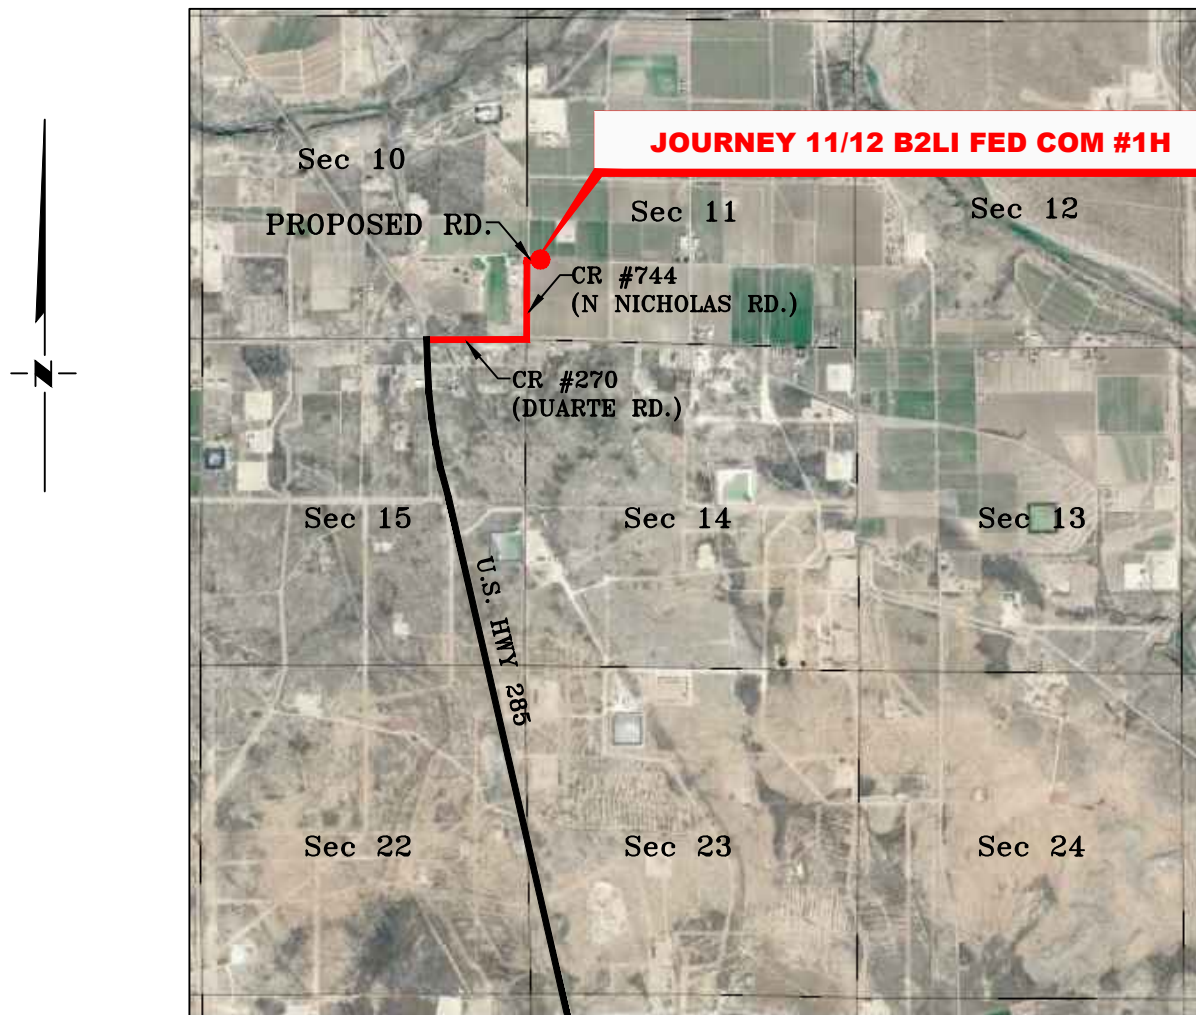 JOURNEY 11/12 B2LI FED COM #1H
Sec 10
Sec 11
Sec 12
PROPOSED RD.
CR #744
(N NICHOLAS RD.)
N
CR #270
(DUARTE RD.)
Sec 15
Sec 14
Sec 13
U.S. HWY 285
Sec 22
Sec 23
Sec 24